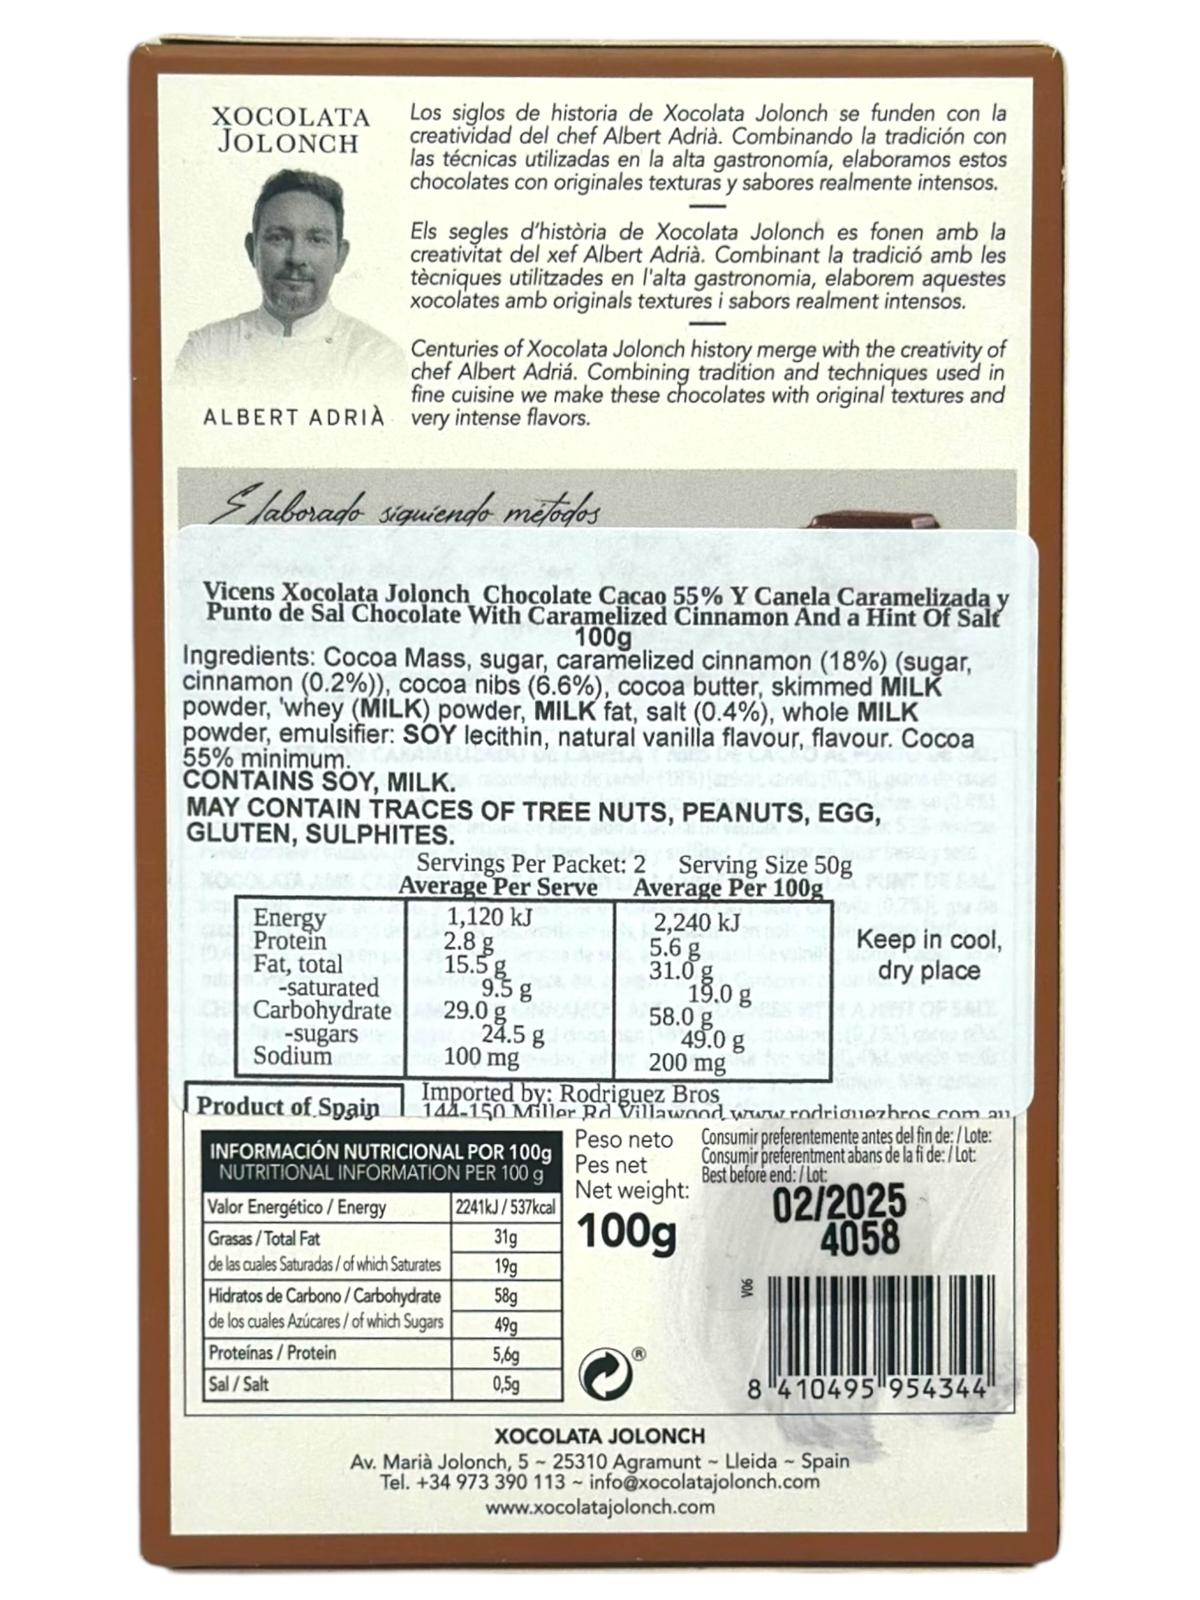 XOCOLATA
JOLONCH
ALBERT ADRIÀ
Los siglos de historia de Xocolata Jolonch se funden con la
creatividad del chef Albert Adrià. Combinando la tradición con
las técnicas utilizadas en la alta gastronomía, elaboramos estos
chocolates con originales texturas y sabores realmente intensos.
Els segles d'història de Xocolata Jolonch es fonen amb la
creativitat del xef Albert Adrià. Combinant la tradició amb les
tècniques utilitzades en l'alta gastronomia, elaborem aquestes
xocolates amb originals textures i sabors realment intensos.
Centuries of Xocolata Jolonch history merge with the creativity of
chef Albert Adriá. Combining tradition and techniques used in
fine cuisine we make these chocolates with original textures and
very intense flavors.
Elaborado siguiendo métodos
Vicens Xocolata Jolonch Chocolate Cacao 55% Y Canela Caramelizada y
Punto de Sal Chocolate With Caramelized Cinnamon And a Hint Of Salt
100g
Ingredients: Cocoa Mass, sugar, caramelized cinnamon (18%) (sugar,
cinnamon (0.2%)), cocoa nibs (6.6%), cocoa butter, skimmed MILK
powder, 'whey (MILK) powder, MILK fat, salt (0.4%), whole MILK
powder, emulsifier: SOY lecithin, natural vanilla flavour, flavour. Cocoa
55% minimum.
CONTAINS SOY, MILK.
MAY CONTAIN TRACES OF TREE NUTS, PEANUTS, EGG,
GLUTEN, SULPHITES.
Servings Per Packet: 2 Serving Size 50g
Average Per Serve Average Per 100g
Energy 1,120 kJ 2,240 kJ
Protein 2.8 g 5.6 g
Fat, total 15.5 g 31.0 g
-saturated 9.5 g 19.0 g
Carbohydrate 29.0 g 58.0 g
-sugars 24.5 g 49.0 g
Sodium 100 mg 200 mg
Keep in cool,
dry place
Product of Spain
Imported by: Rodriguez Bros
144-150 Miller Rd Villawood www.rodriguezbros.com.au
INFORMACIÓN NUTRICIONAL POR 100g
NUTRITIONAL INFORMATION PER 100 g
Valor Energético / Energy 2241kJ / 537kcal
Grasas / Total Fat 31g
de las cuales Saturadas / of which Saturates 19g
Hidratos de Carbono / Carbohydrate 58g
de los cuales Azúcares / of which Sugars 49g
Proteínas / Protein 5,6g
Sal / Salt 0,5g
Peso neto
Pes net
Net weight:
100g
®
Consumir preferentemente antes del fin de: / Lote:
Consumir preferentment abans de la fi de: / Lot:
Best before end: / Lot:
02/2025
4058
V06
8 410495 954344
XOCOLATA JOLONCH
Av. Marià Jolonch, 5 ~ 25310 Agramunt ~ Lleida ~ Spain
Tel. +34 973 390 113 ~ info@xocolatajolonch.com
www.xocolatajolonch.com